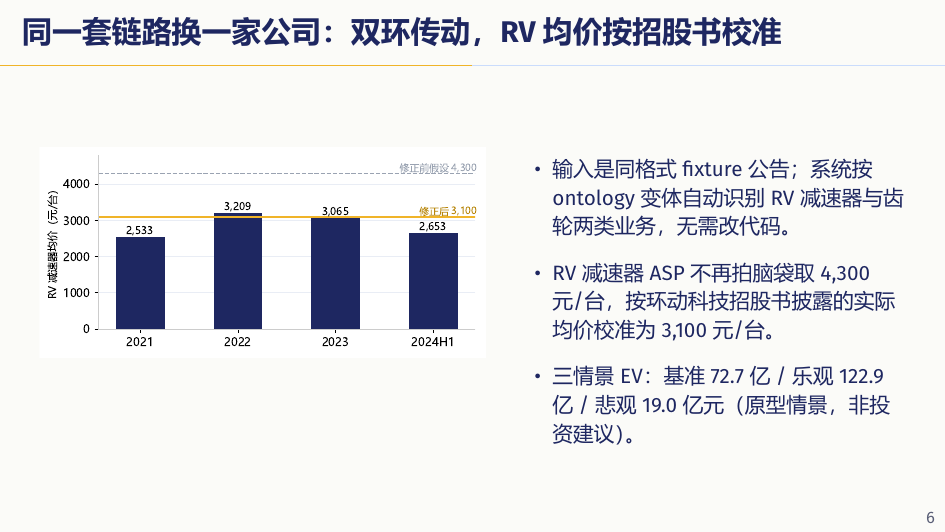 同一套链路换一家公司：双环传动，RV 均价按招股书校准
RV 减速器均价（元/台）
4000
3000
2000
1000
0
修正前假设 4,300
修正后 3,100
2,533
3,209
3,065
2,653
2021
2022
2023
2024H1
• 输入是同格式 fixture 公告；系统按
ontology 变体自动识别 RV 减速器与齿
轮两类业务，无需改代码。
• RV 减速器 ASP 不再拍脑袋取 4,300
元/台，按环动科技招股书披露的实际
均价校准为 3,100 元/台。
• 三情景 EV：基准 72.7 亿 / 乐观 122.9
亿 / 悲观 19.0 亿元（原型情景，非投
资建议）。
6